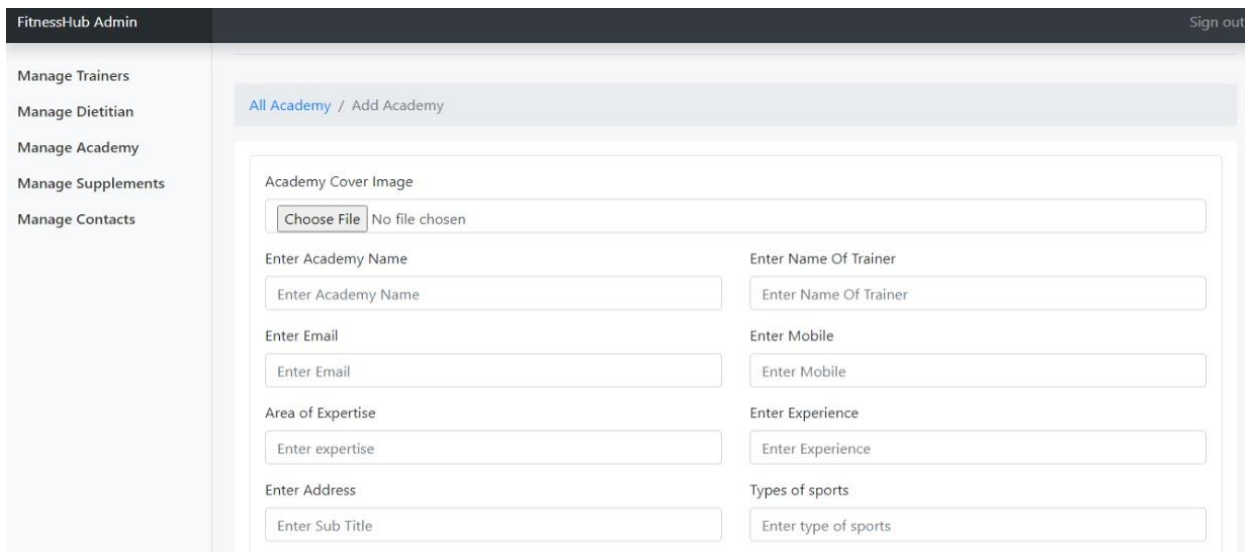 FitnessHub Admin
Sign out
Manage Trainers
Manage Dietitian
Manage Academy
Manage Supplements
Manage Contacts
All Academy / Add Academy
Academy Cover Image
Choose File No file chosen
Enter Academy Name
Enter Academy Name
Enter Name Of Trainer
Enter Name Of Trainer
Enter Email
Enter Email
Enter Mobile
Enter Mobile
Area of Expertise
Enter expertise
Enter Experience
Enter Experience
Enter Address
Enter Sub Title
Types of sports
Enter type of sports